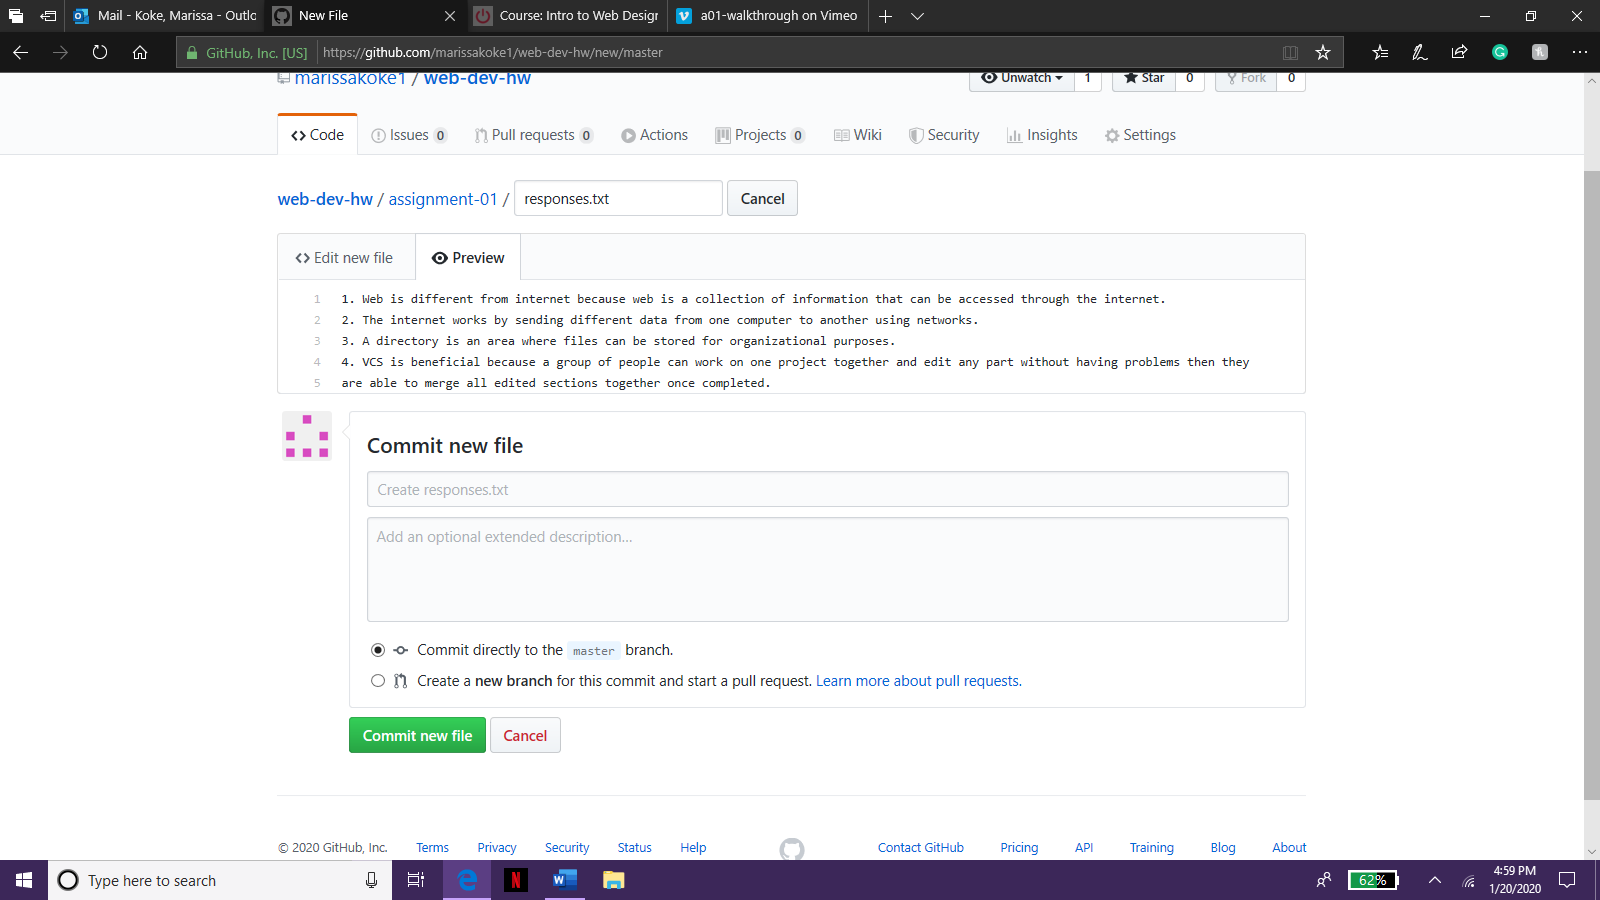 Mail - Koke, Marissa - Outlo
New File
Course: Intro to Web Design
a01-walkthrough on Vimeo
GitHub, Inc. [US]
https://github.com/marissakoke1/web-dev-hw/new/master
marissakoke1 / web-dev-hw
Unwatch 1
Star 0
Fork 0
Code
Issues 0
Pull requests 0
Actions
Projects 0
Wiki
Security
Insights
Settings
web-dev-hw / assignment-01 / responses.txt Cancel
Edit new file
Preview
1 1. Web is different from internet because web is a collection of information that can be accessed through the internet.
2 2. The internet works by sending different data from one computer to another using networks.
3 3. A directory is an area where files can be stored for organizational purposes.
4 4. VCS is beneficial because a group of people can work on one project together and edit any part without having problems then they
5 are able to merge all edited sections together once completed.
Commit new file
Create responses.txt
Add an optional extended description...
Commit directly to the master branch.
Create a new branch for this commit and start a pull request. Learn more about pull requests.
Commit new file
Cancel
© 2020 GitHub, Inc. Terms Privacy Security Status Help Contact GitHub Pricing API Training Blog About
Type here to search
62%
4:59 PM
1/20/2020